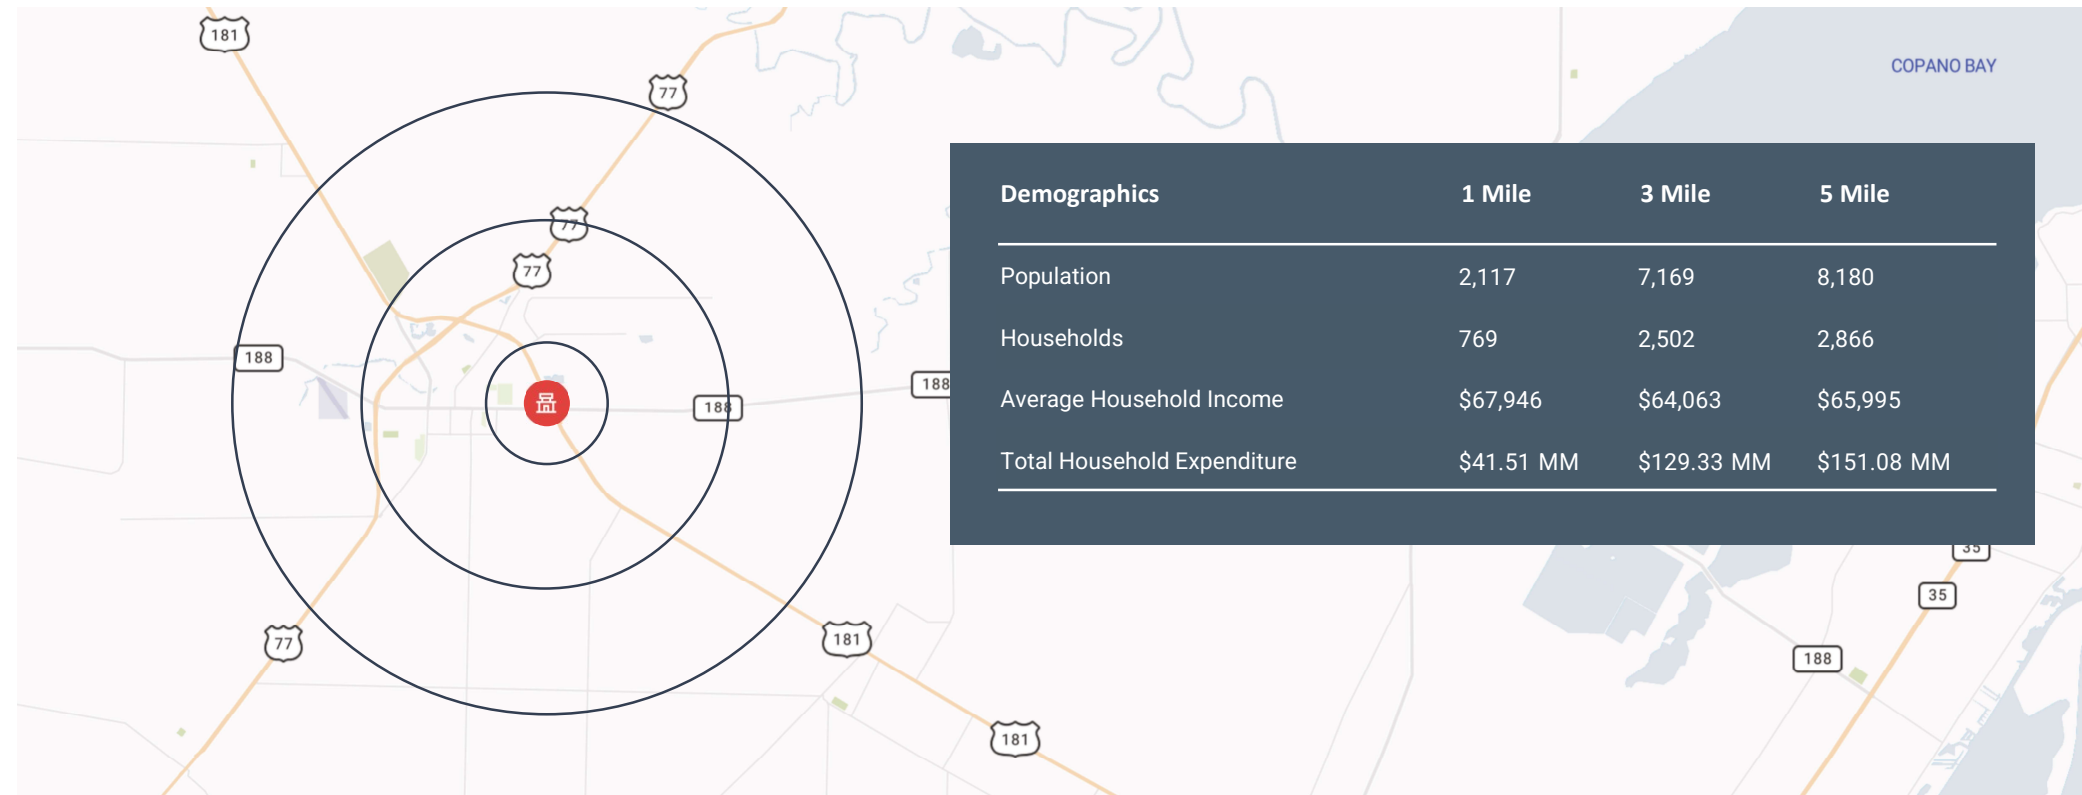 181
77
COPANO BAY
Demographics 1 Mile 3 Mile 5 Mile
77
77
Population 2,117 7,169 8,180
Households 769 2,502 2,866
188
188
Average Household Income $67,946 $64,063 $65,995
188
Total Household Expenditure $41.51 MM $129.33 MM $151.08 MM
35
35
77
181
188
181